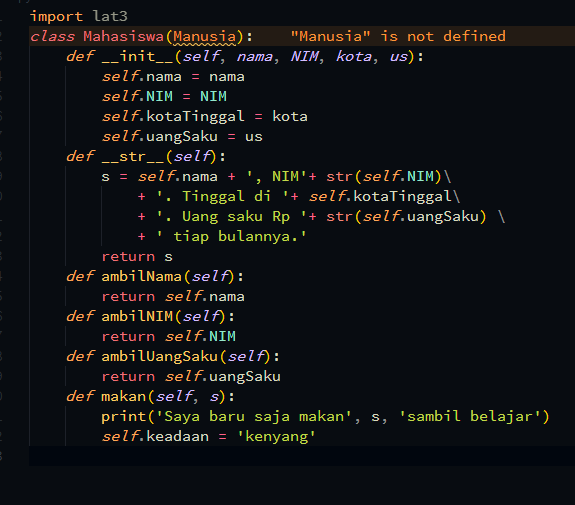 import lat3
class Mahasiswa(Manusia):    "Manusia" is not defined
    def __init__(self, nama, NIM, kota, us):
        self.nama = nama
        self.NIM = NIM
        self.kotaTinggal = kota
        self.uangSaku = us
    def __str__(self):
        s = self.nama + ', NIM'+ str(self.NIM)\
            + '. Tinggal di '+ self.kotaTinggal\
            + '. Uang saku Rp '+ str(self.uangSaku) \
            + ' tiap bulannya.'
        return s
    def ambilNama(self):
        return self.nama
    def ambilNIM(self):
        return self.NIM
    def ambilUangSaku(self):
        return self.uangSaku
    def makan(self, s):
        print('Saya baru saja makan', s, 'sambil belajar')
        self.keadaan = 'kenyang'